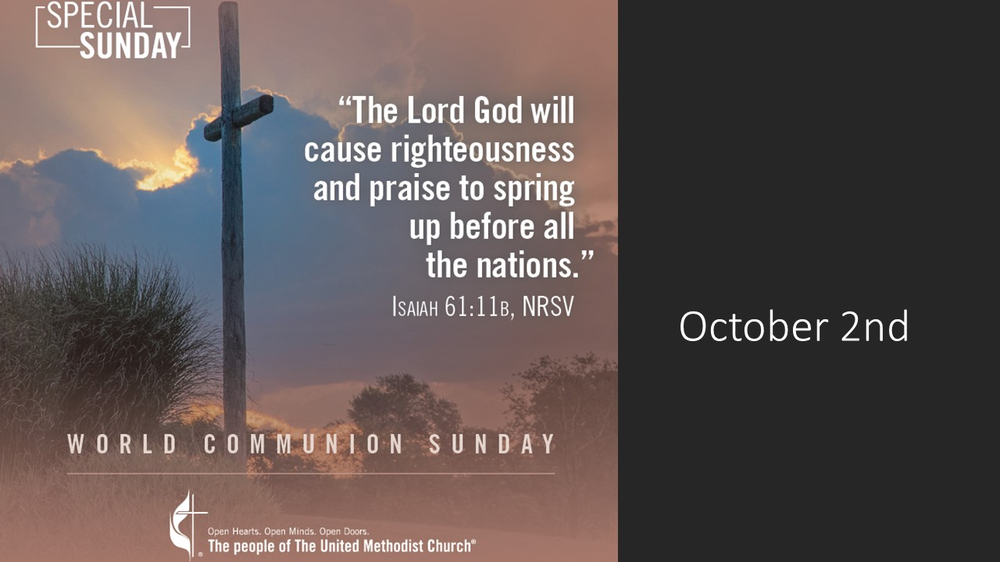 SPECIAL
SUNDAY
“The Lord God will
cause righteousness
and praise to spring
up before all
the nations.”
Isaiah 61:11b, NRSV
WORLD COMMUNION SUNDAY
Open Hearts. Open Minds. Open Doors.
The people of The United Methodist Church®
®
October 2nd